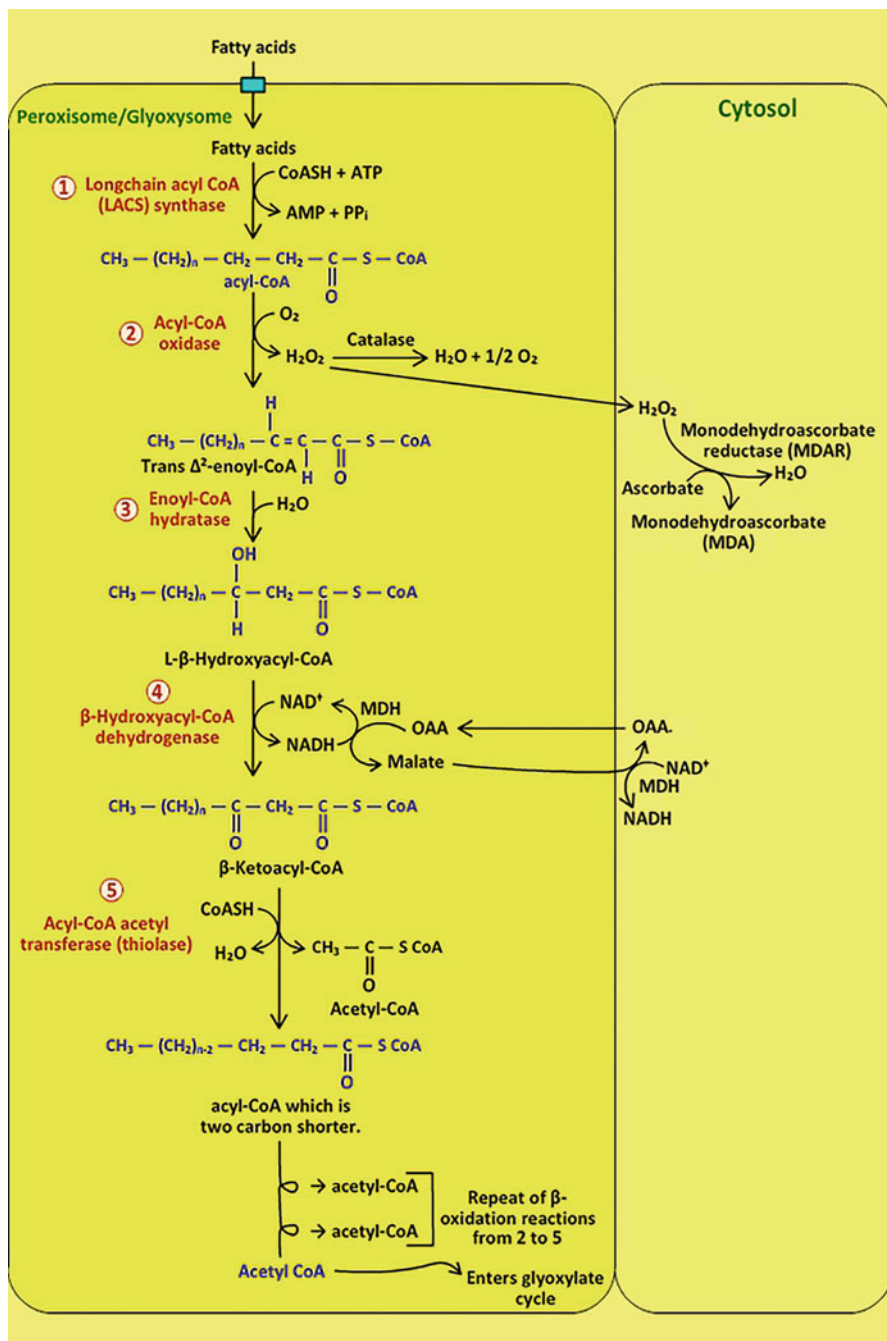 Fatty acids
Peroxisome/Glyoxysome
Cytosol
Fatty acids
① Longchain acyl CoA
(LACS) synthase
CoASH + ATP
AMP + PPᵢ
CH₃ — (CH₂)ₙ — CH₂ — CH₂ — C — S — CoA
acyl-CoA
O
② Acyl-CoA
oxidase
O₂
H₂O₂
Catalase
H₂O + 1/2 O₂
H₂O₂
Monodehydroascorbate
reductase (MDAR)
H₂O
Ascorbate
Monodehydroascorbate
(MDA)
H
CH₃ — (CH₂)ₙ — C = C — C — S — CoA
H
O
Trans Δ²-enoyl-CoA
③ Enoyl-CoA
hydratase
H₂O
OH
CH₃ — (CH₂)ₙ — C — CH₂ — C — S — CoA
H
O
L-β-Hydroxyacyl-CoA
④
β-Hydroxyacyl-CoA
dehydrogenase
NAD⁺
NADH
MDH
OAA
Malate
OAA.
NAD⁺
MDH
NADH
CH₃ — (CH₂)ₙ — C — CH₂ — C — S — CoA
O
O
β-Ketoacyl-CoA
⑤
Acyl-CoA acetyl
transferase (thiolase)
CoASH
H₂O
CH₃ — C — S CoA
O
Acetyl-CoA
CH₃ — (CH₂)ₙ₋₂ — CH₂ — CH₂ — C — S CoA
O
acyl-CoA which is
two carbon shorter.
acetyl-CoA
acetyl-CoA
Repeat of β-
oxidation reactions
from 2 to 5
Acetyl CoA
Enters glyoxylate
cycle